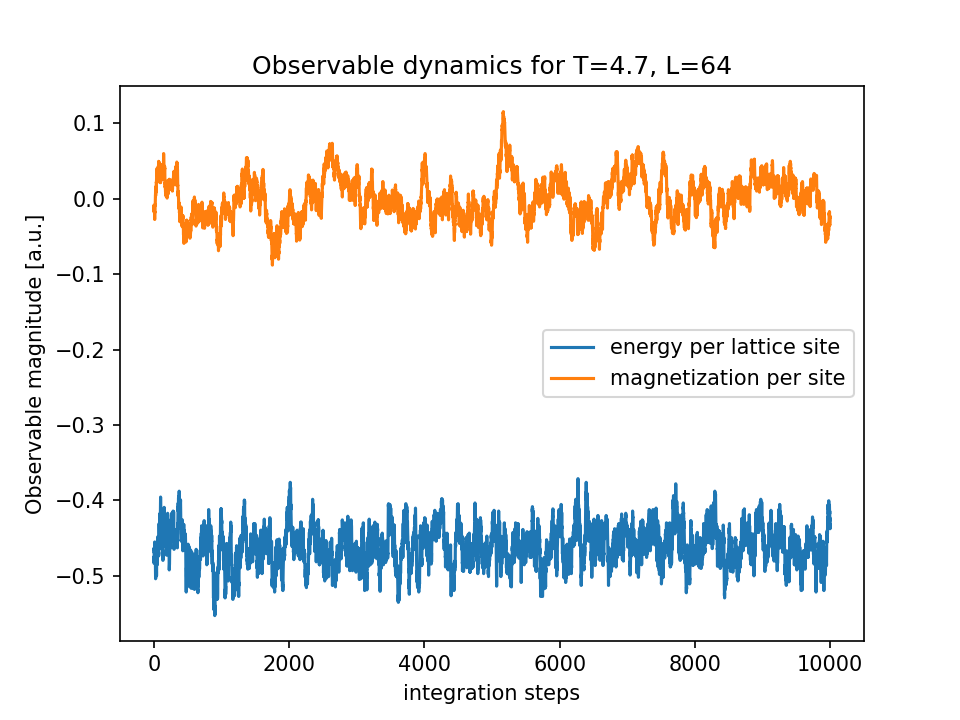 Observable dynamics for T=4.7, L=64
Observable magnitude [a.u.]
0.1
0.0
−0.1
−0.2
−0.3
−0.4
−0.5
energy per lattice site
magnetization per site
0 2000 4000 6000 8000 10000
integration steps